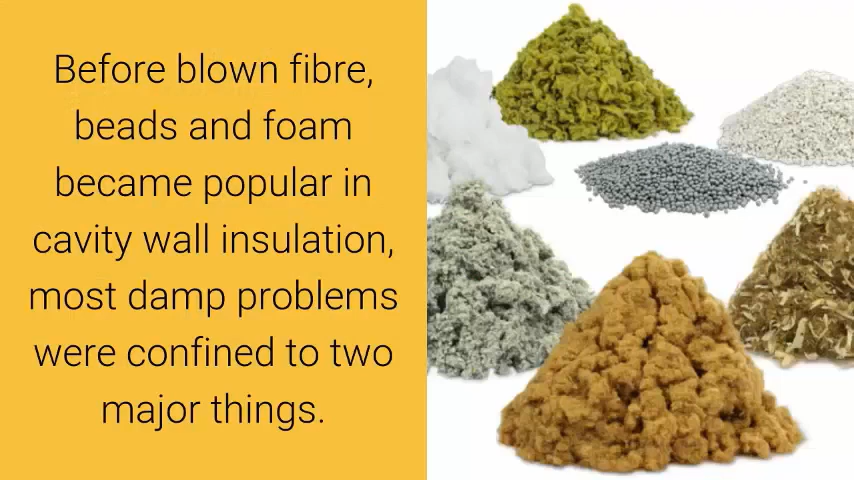 Before blown fibre,
beads and foam
became popular in
cavity wall insulation,
most damp problems
were confined to two
major things.